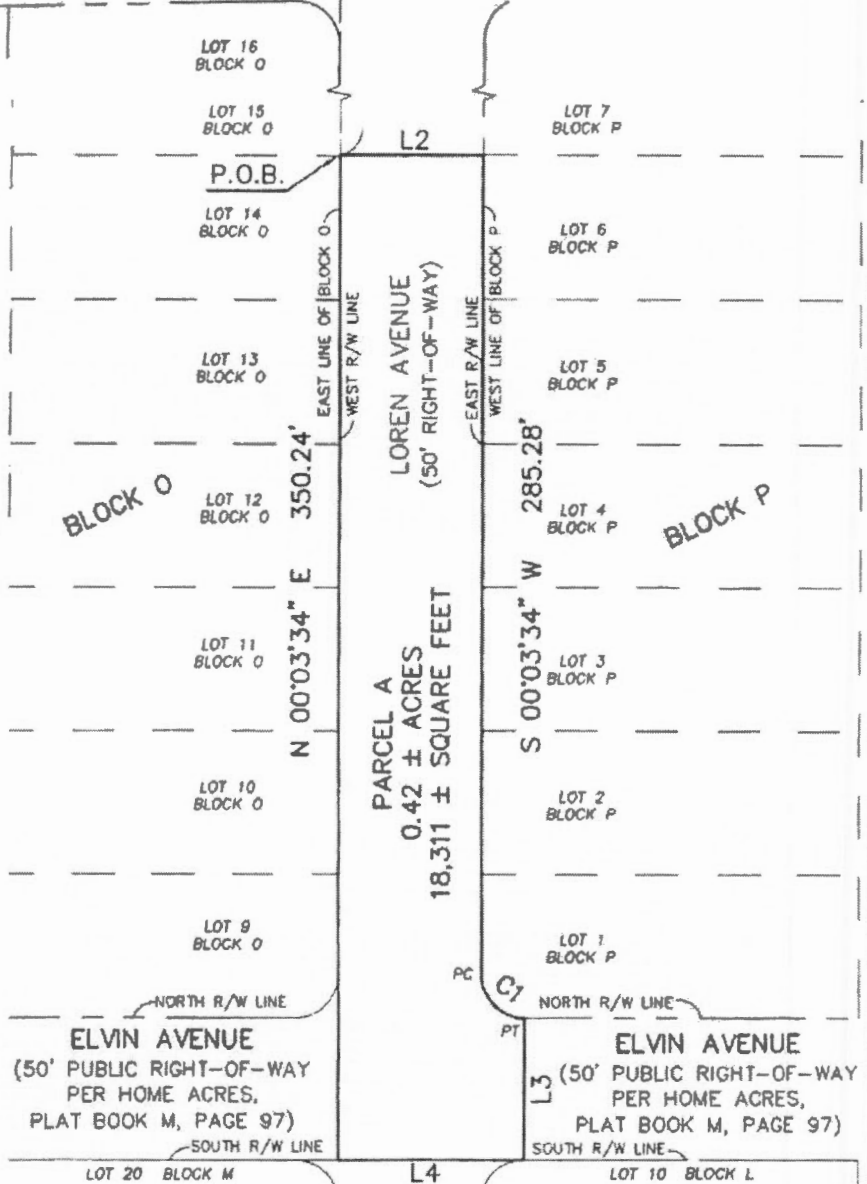 LOT 16
BLOCK O
LOT 15
BLOCK O
LOT 7
BLOCK P
L2
P.O.B.
LOT 14
BLOCK O
LOT 6
BLOCK P
EAST LINE OF BLOCK O
WEST R/W LINE
LOREN AVENUE
(50' RIGHT-OF-WAY)
EAST R/W LINE
WEST LINE OF BLOCK P
LOT 13
BLOCK O
LOT 5
BLOCK P
BLOCK O
LOT 12
BLOCK O
N 00°03'34" E 350.24'
S 00°03'34" W 285.28'
LOT 4
BLOCK P
BLOCK P
LOT 11
BLOCK O
PARCEL A
0.42 ± ACRES
18,311 ± SQUARE FEET
LOT 3
BLOCK P
LOT 10
BLOCK O
LOT 2
BLOCK P
LOT 9
BLOCK O
LOT 1
BLOCK P
PC
C1
PT
NORTH R/W LINE
NORTH R/W LINE
ELVIN AVENUE
(50' PUBLIC RIGHT-OF-WAY
PER HOME ACRES,
PLAT BOOK M, PAGE 97)
SOUTH R/W LINE
L3
ELVIN AVENUE
(50' PUBLIC RIGHT-OF-WAY
PER HOME ACRES,
PLAT BOOK M, PAGE 97)
SOUTH R/W LINE
LOT 20 BLOCK M
L4
LOT 10 BLOCK L